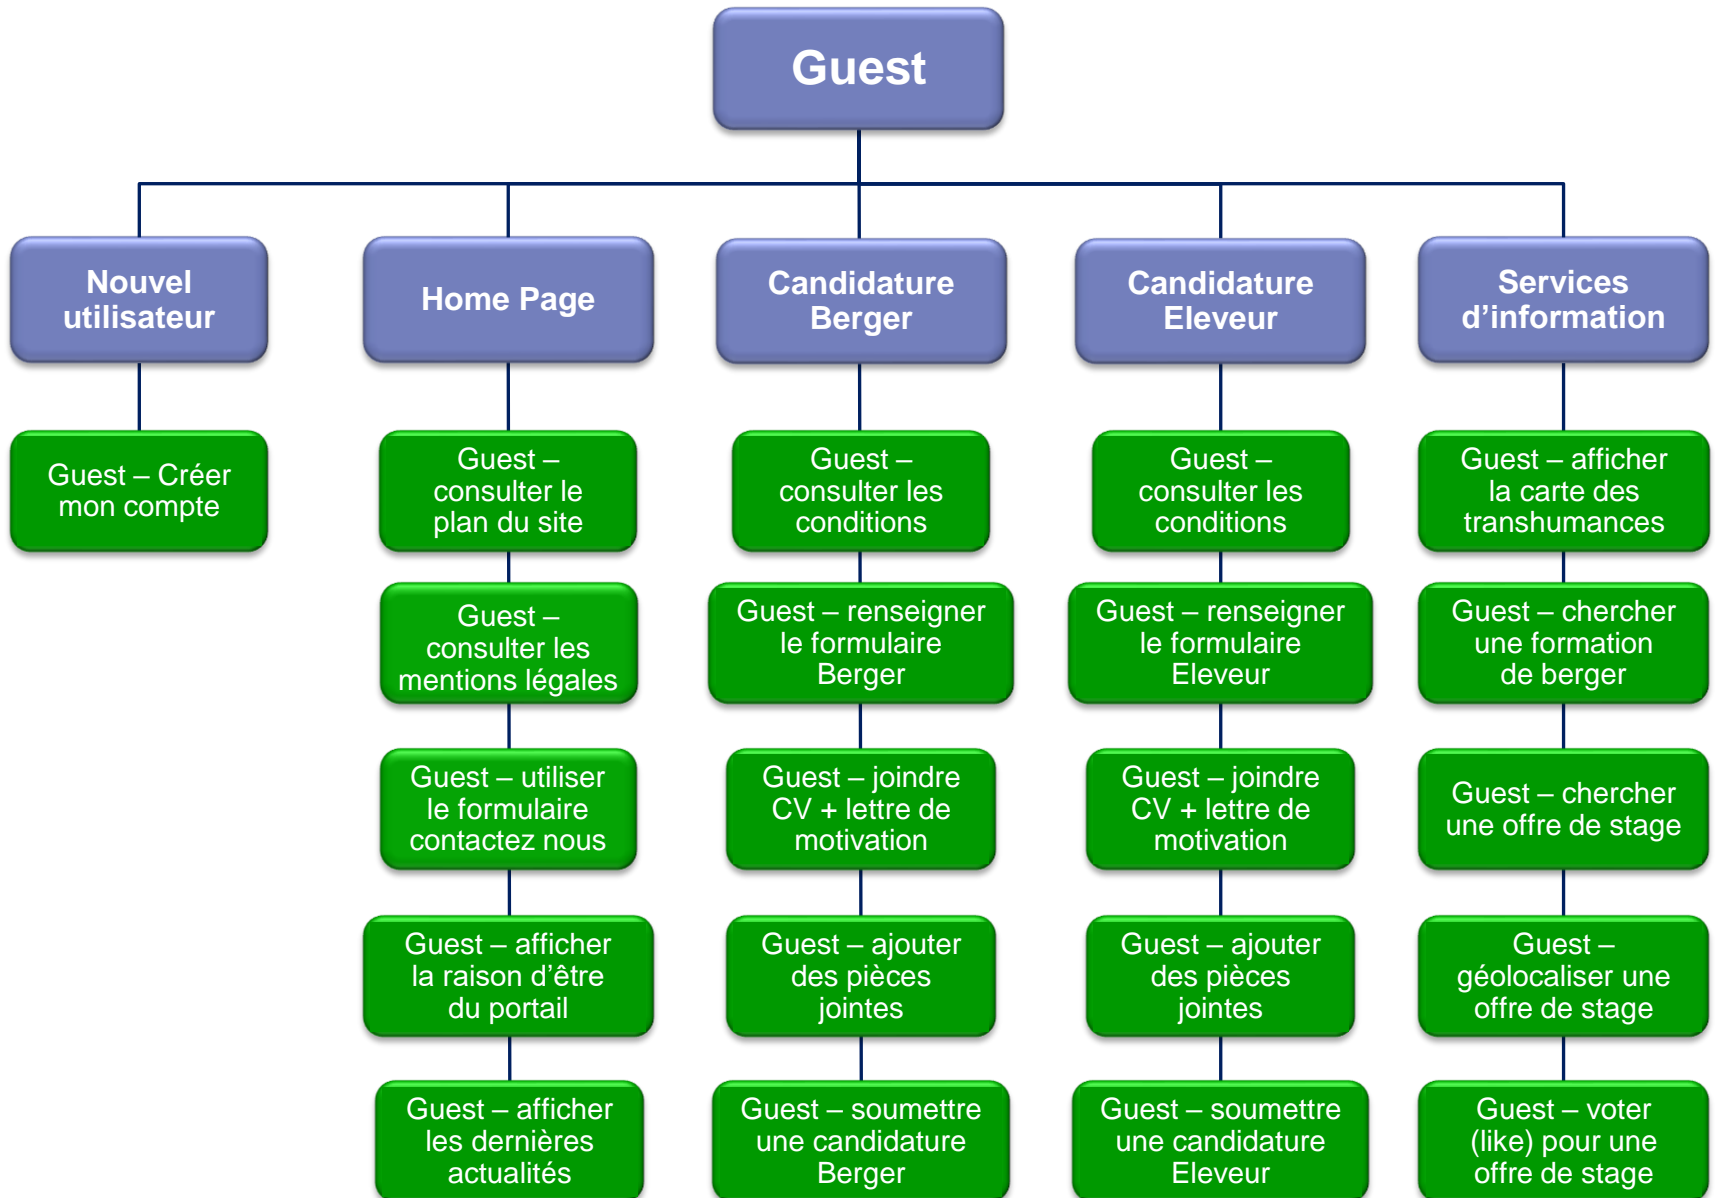 Guest
Nouvel
utilisateur
Home Page
Candidature
Berger
Candidature
Eleveur
Services
d’information
Guest – Créer
mon compte
Guest –
consulter le
plan du site
Guest –
consulter les
mentions légales
Guest – utiliser
le formulaire
contactez nous
Guest – afficher
la raison d’être
du portail
Guest – afficher
les dernières
actualités
Guest –
consulter les
conditions
Guest – renseigner
le formulaire
Berger
Guest – joindre
CV + lettre de
motivation
Guest – ajouter
des pièces
jointes
Guest – soumettre
une candidature
Berger
Guest –
consulter les
conditions
Guest – renseigner
le formulaire
Eleveur
Guest – joindre
CV + lettre de
motivation
Guest – ajouter
des pièces
jointes
Guest – soumettre
une candidature
Eleveur
Guest – afficher
la carte des
transhumances
Guest – chercher
une formation
de berger
Guest – chercher
une offre de stage
Guest –
géolocaliser une
offre de stage
Guest – voter
(like) pour une
offre de stage